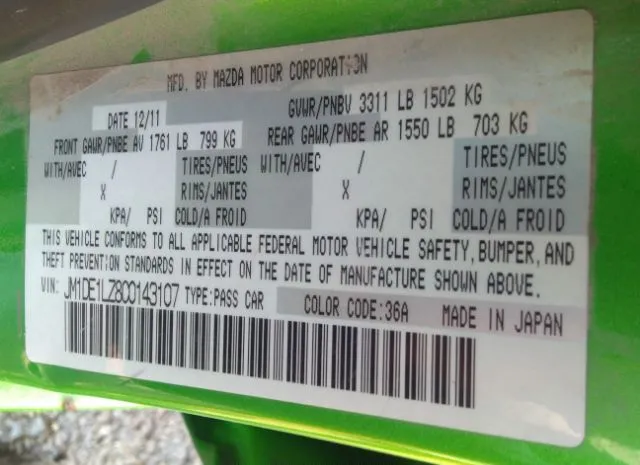 MFD. BY MAZDA MOTOR CORPORATION
DATE 12/11
GVWR/PNBV 3311 LB 1502 KG
FRONT GAWR/PNBE AV 1761 LB 799 KG
REAR GAWR/PNBE AR 1550 LB 703 KG
WITH/AVEC / TIRES/PNEUS WITH/AVEC / TIRES/PNEUS
X RIMS/JANTES X RIMS/JANTES
KPA/ PSI COLD/A FROID KPA/ PSI COLD/A FROID
THIS VEHICLE CONFORMS TO ALL APPLICABLE FEDERAL MOTOR VEHICLE SAFETY, BUMPER, AND
THEFT PREVENTION STANDARDS IN EFFECT ON THE DATE OF MANUFACTURE SHOWN ABOVE.
VIN: JM1DE1LZ8C0143107 TYPE:PASS CAR COLOR CODE:36A MADE IN JAPAN